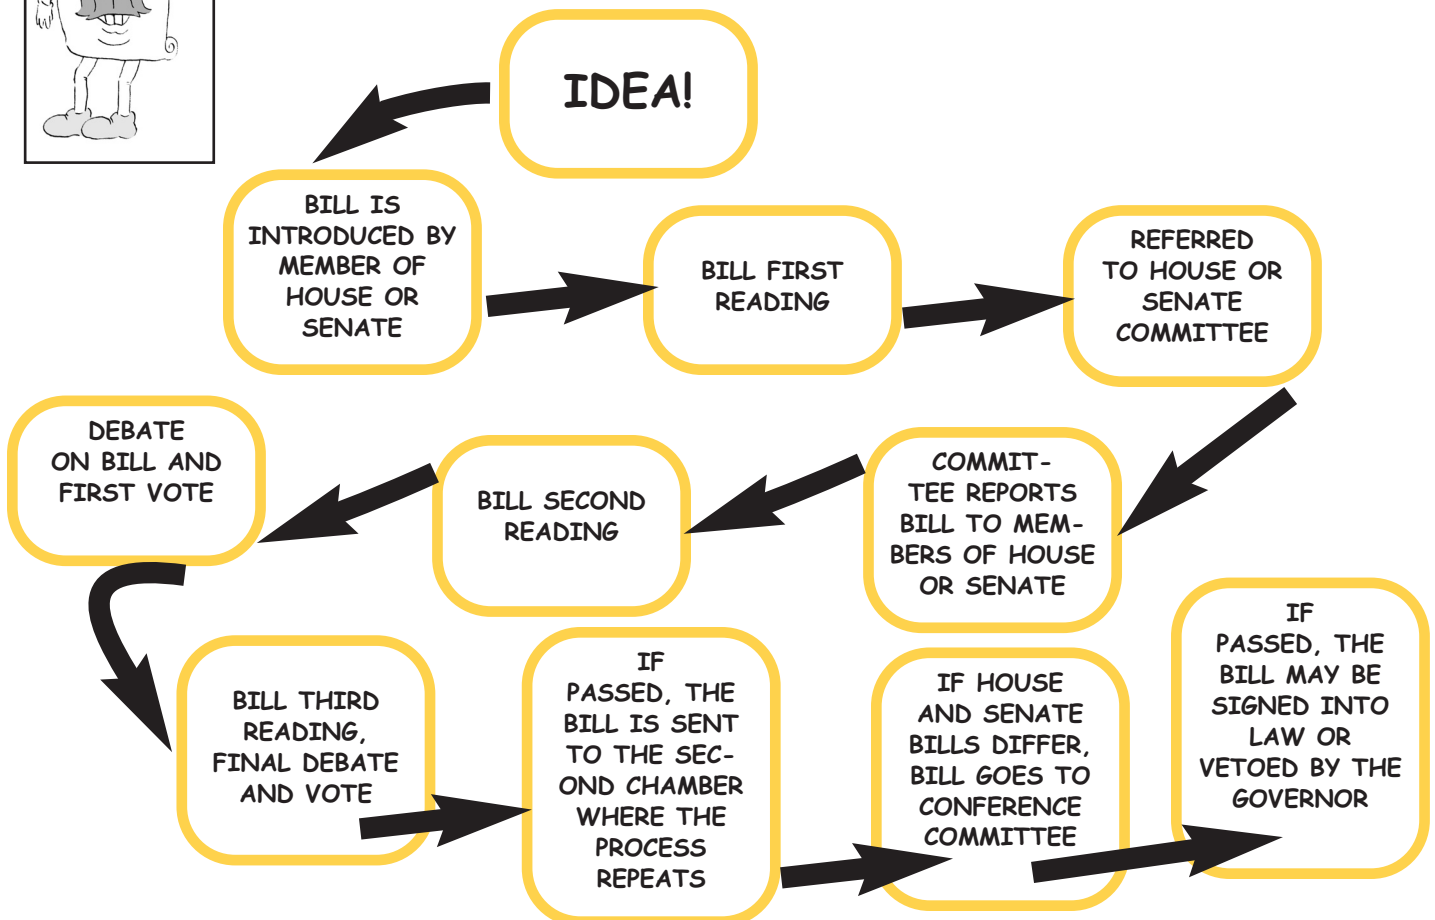 IDEA!
BILL IS
INTRODUCED BY
MEMBER OF
HOUSE OR
SENATE
BILL FIRST
READING
REFERRED
TO HOUSE OR
SENATE
COMMITTEE
COMMIT-
TEE REPORTS
BILL TO MEM-
BERS OF HOUSE
OR SENATE
BILL SECOND
READING
DEBATE
ON BILL AND
FIRST VOTE
BILL THIRD
READING,
FINAL DEBATE
AND VOTE
IF
PASSED, THE
BILL IS SENT
TO THE SEC-
OND CHAMBER
WHERE THE
PROCESS
REPEATS
IF HOUSE
AND SENATE
BILLS DIFFER,
BILL GOES TO
CONFERENCE
COMMITTEE
IF
PASSED, THE
BILL MAY BE
SIGNED INTO
LAW OR
VETOED BY THE
GOVERNOR